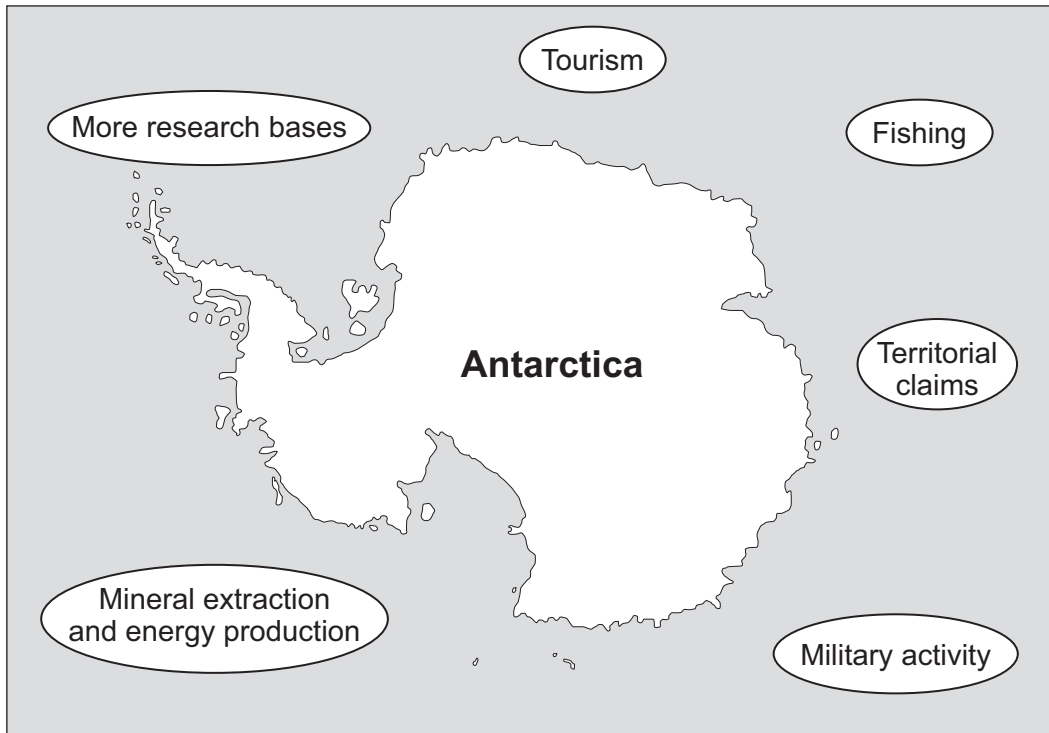 Tourism
More research bases
Fishing
Antarctica
Territorial
claims
Mineral extraction
and energy production
Military activity